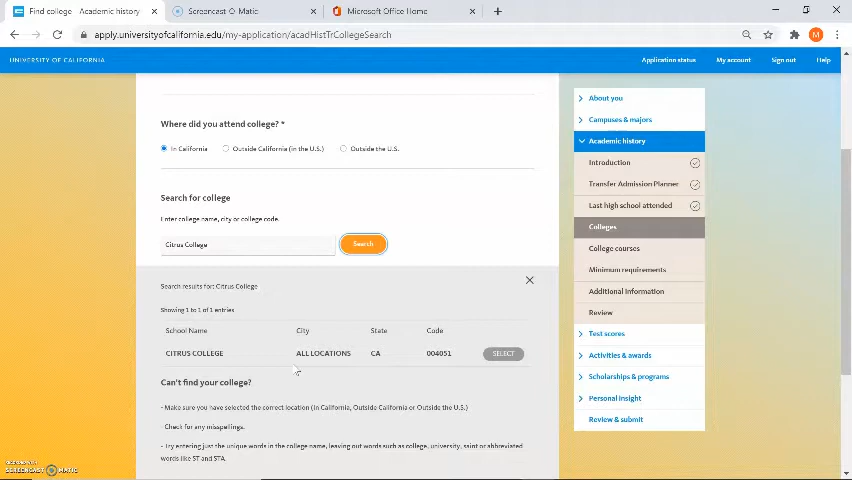 Find college - Academic history
Screencast-O-Matic
Microsoft Office Home
apply.universityofcalifornia.edu/my-application/acadHistTrCollegeSearch
M
UNIVERSITY OF CALIFORNIA
Application status
My account
Sign out
Help
Where did you attend college? *
In California
Outside California (in the U.S.)
Outside the U.S.
Search for college
Enter college name, city or college code.
Citrus College
Search
Search results for: Citrus College
Showing 1 to 1 of 1 entries
School Name City State Code
CITRUS COLLEGE ALL LOCATIONS CA 004051 SELECT
Can't find your college?
- Make sure you have selected the correct location (In California, Outside California or Outside the U.S.)
- Check for any misspellings.
- Try entering just the unique words in the college name, leaving out words such as college, university, saint or abbreviated
words like ST and STA.
About you
Campuses & majors
Academic history
Introduction
Transfer Admission Planner
Last high school attended
Colleges
College courses
Minimum requirements
Additional information
Review
Test scores
Activities & awards
Scholarships & programs
Personal insight
Review & submit
RECORDED WITH
SCREENCAST MATIC